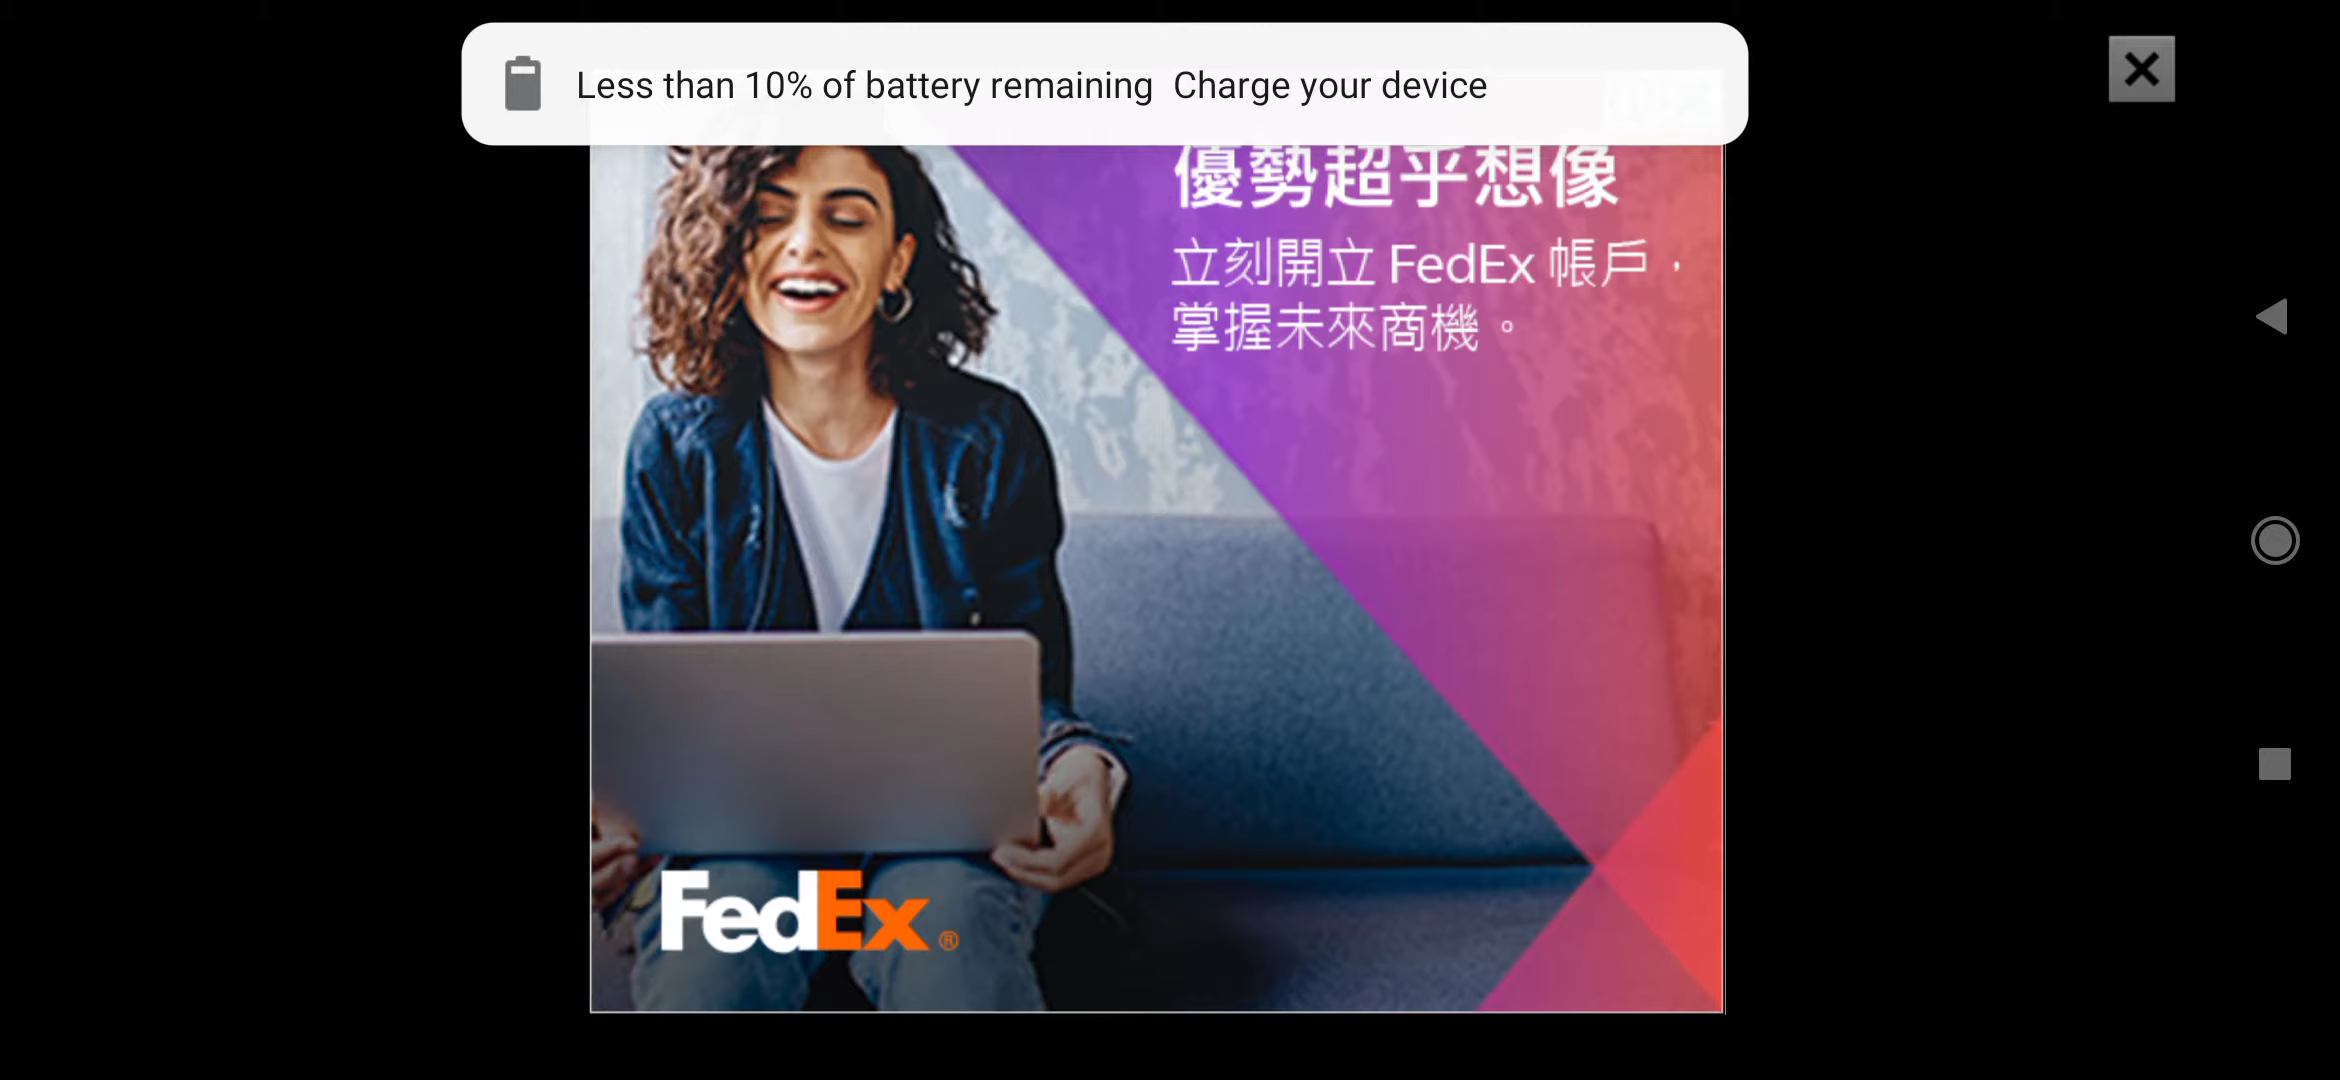 Less than 10% of battery remaining  Charge your device
優勢超乎想像
立刻開立 FedEx 帳戶，
掌握未來商機。
FedEx®